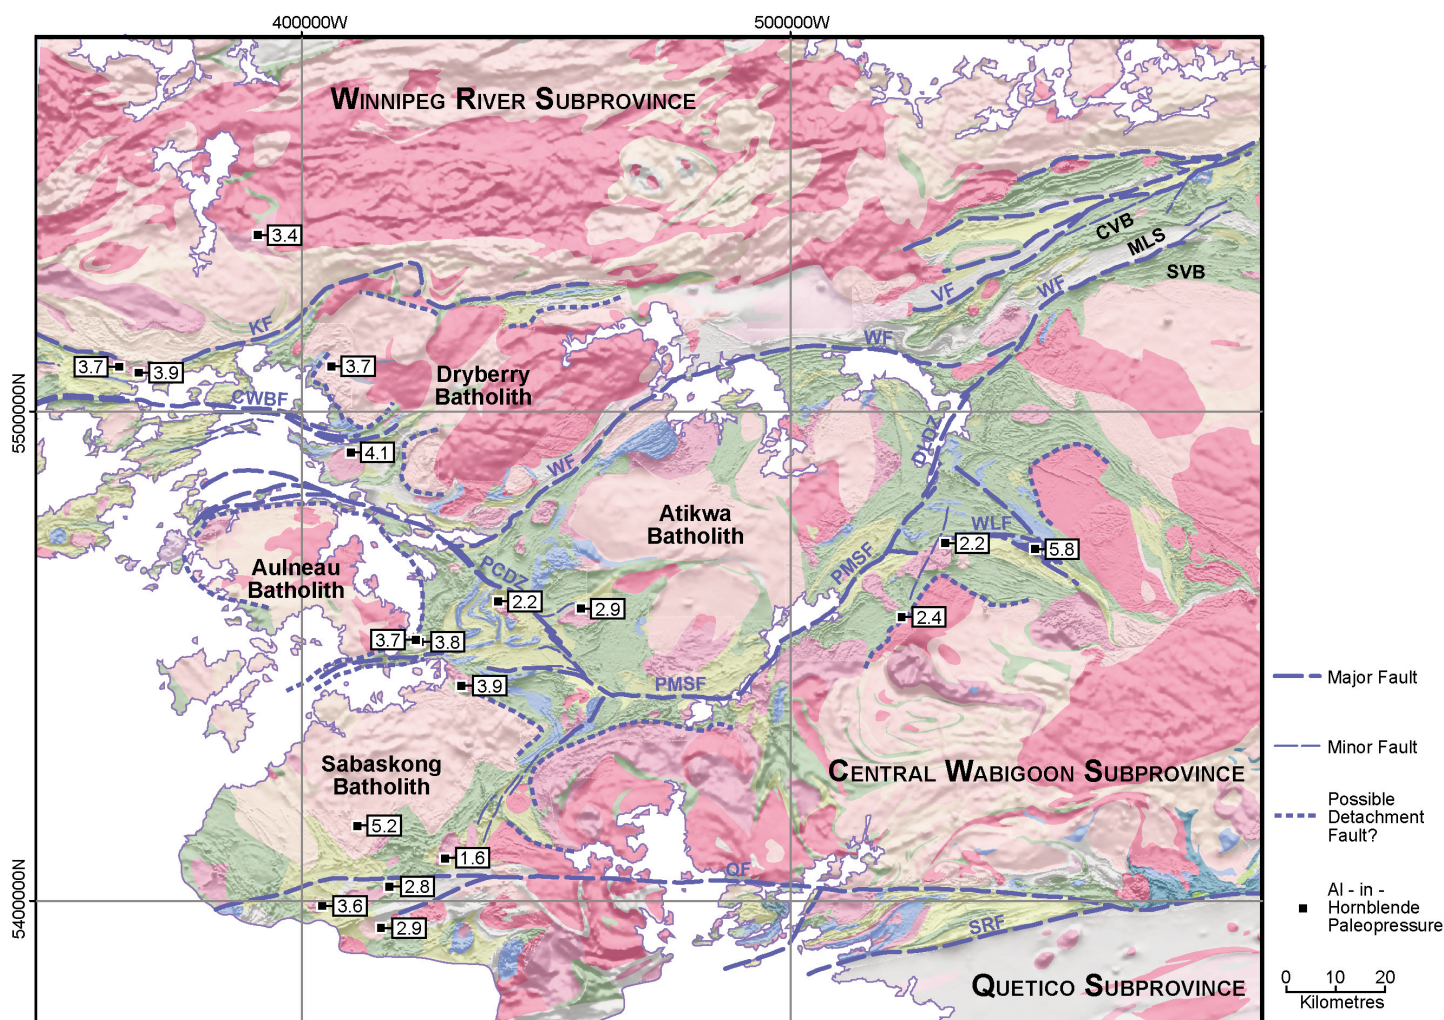 400000W
500000W
WINNIPEG RIVER SUBPROVINCE
3.4
CVB
MLS
SVB
VF
WF
KF
WF
3.7
3.9
3.7
Dryberry
Batholith
5500000N
CWBF
4.1
DLDZ
WF
Atikwa
Batholith
WLF
2.2
5.8
Aulneau
Batholith
PCDZ
PMSF
2.2
2.9
2.4
3.7
3.8
3.9
PMSF
Major Fault
Minor Fault
Sabaskong
Batholith
CENTRAL WABIGOON SUBPROVINCE
Possible
Detachment
Fault?
5.2
1.6
QF
2.8
5400000N
3.6
2.9
SRF
Al - in -
Hornblende
Paleopressure
QUETICO SUBPROVINCE
0 10 20
Kilometres